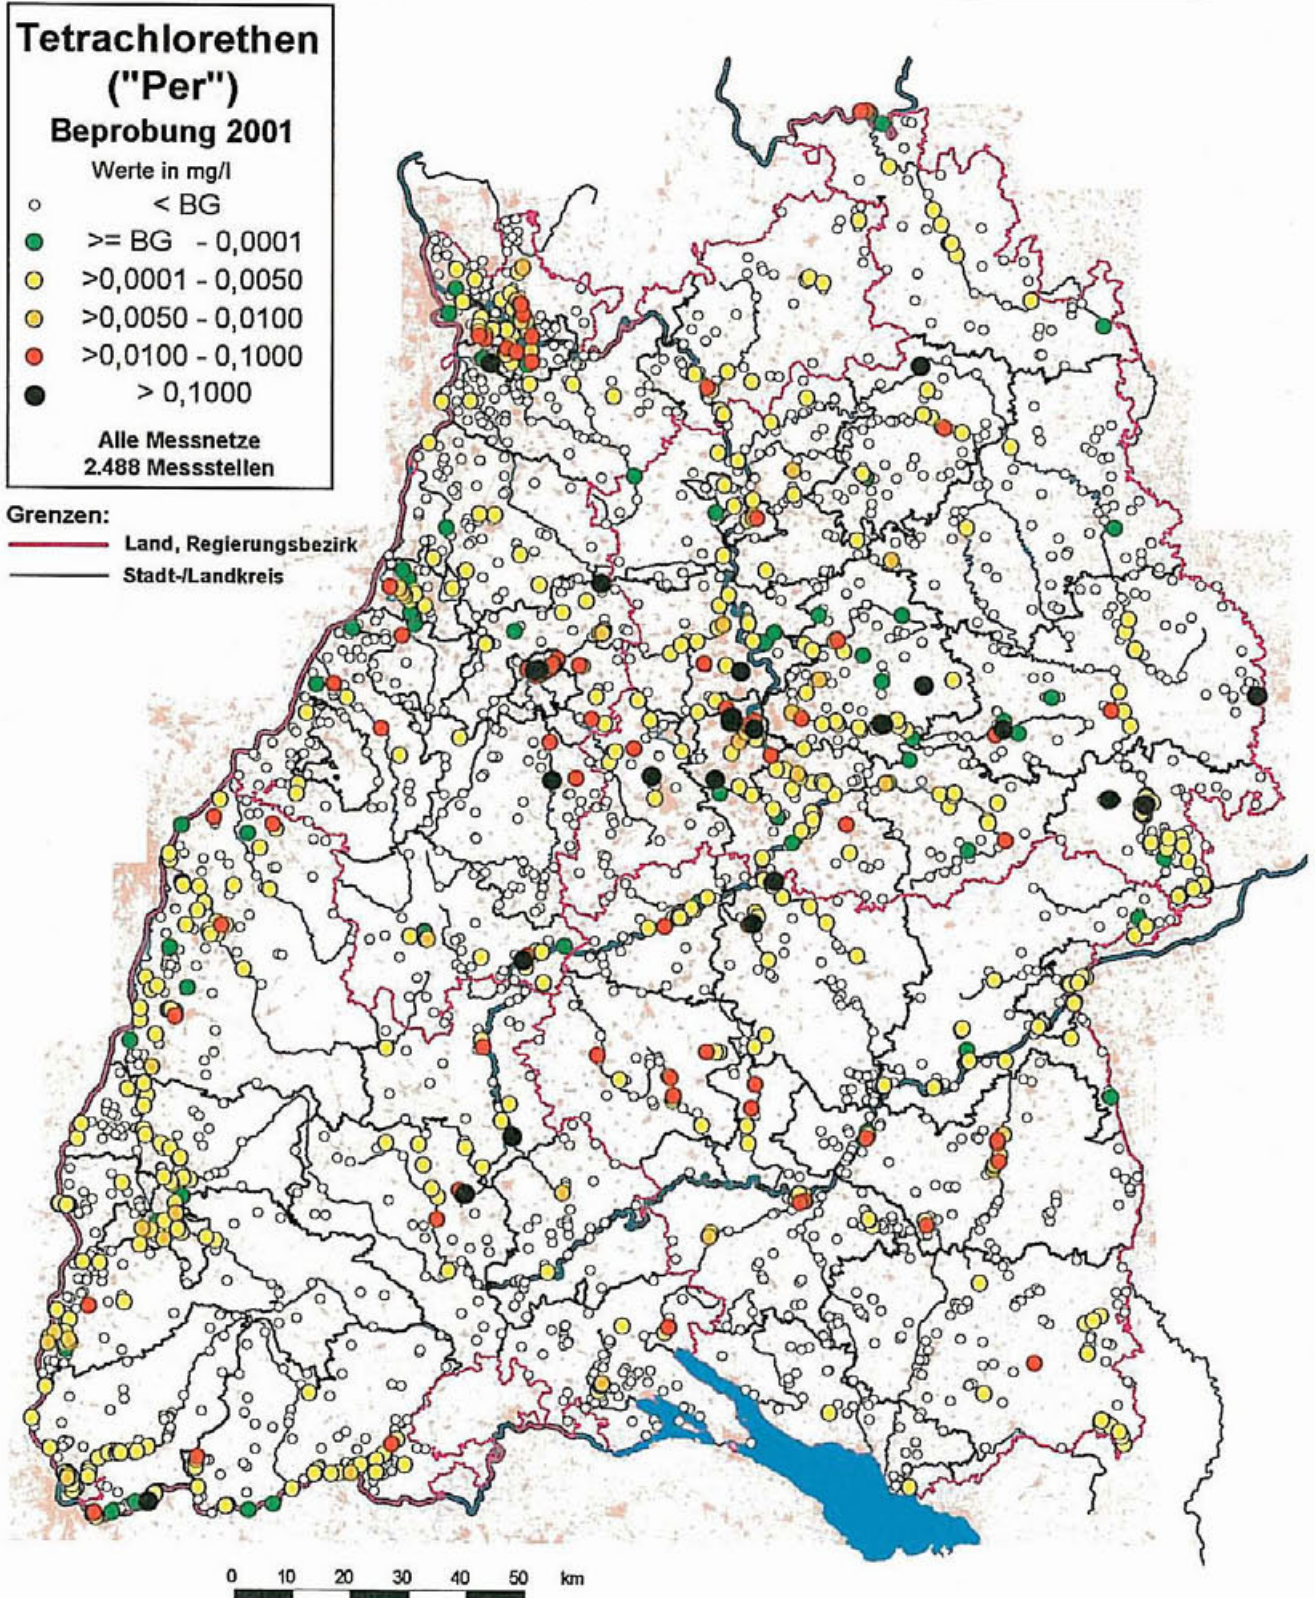 Tetrachlorethen
("Per")
Beprobung 2001
Werte in mg/l
< BG
>= BG - 0,0001
>0,0001 - 0,0050
>0,0050 - 0,0100
>0,0100 - 0,1000
> 0,1000
Alle Messnetze
2.488 Messstellen
Grenzen:
Land, Regierungsbezirk
Stadt-/Landkreis
0 10 20 30 40 50 km